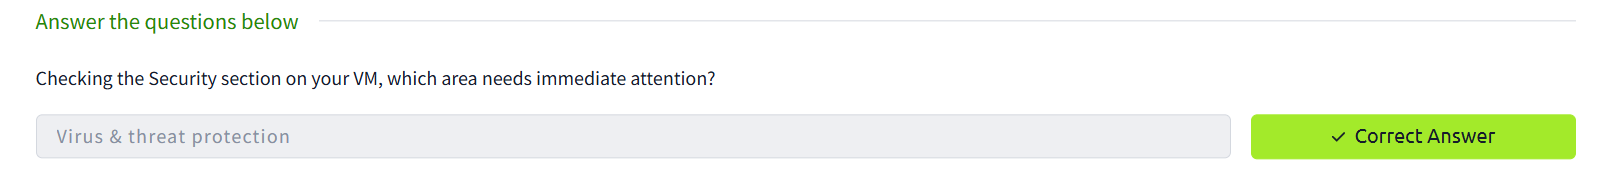 Answer the questions below
Checking the Security section on your VM, which area needs immediate attention?
Virus & threat protection
✓ Correct Answer